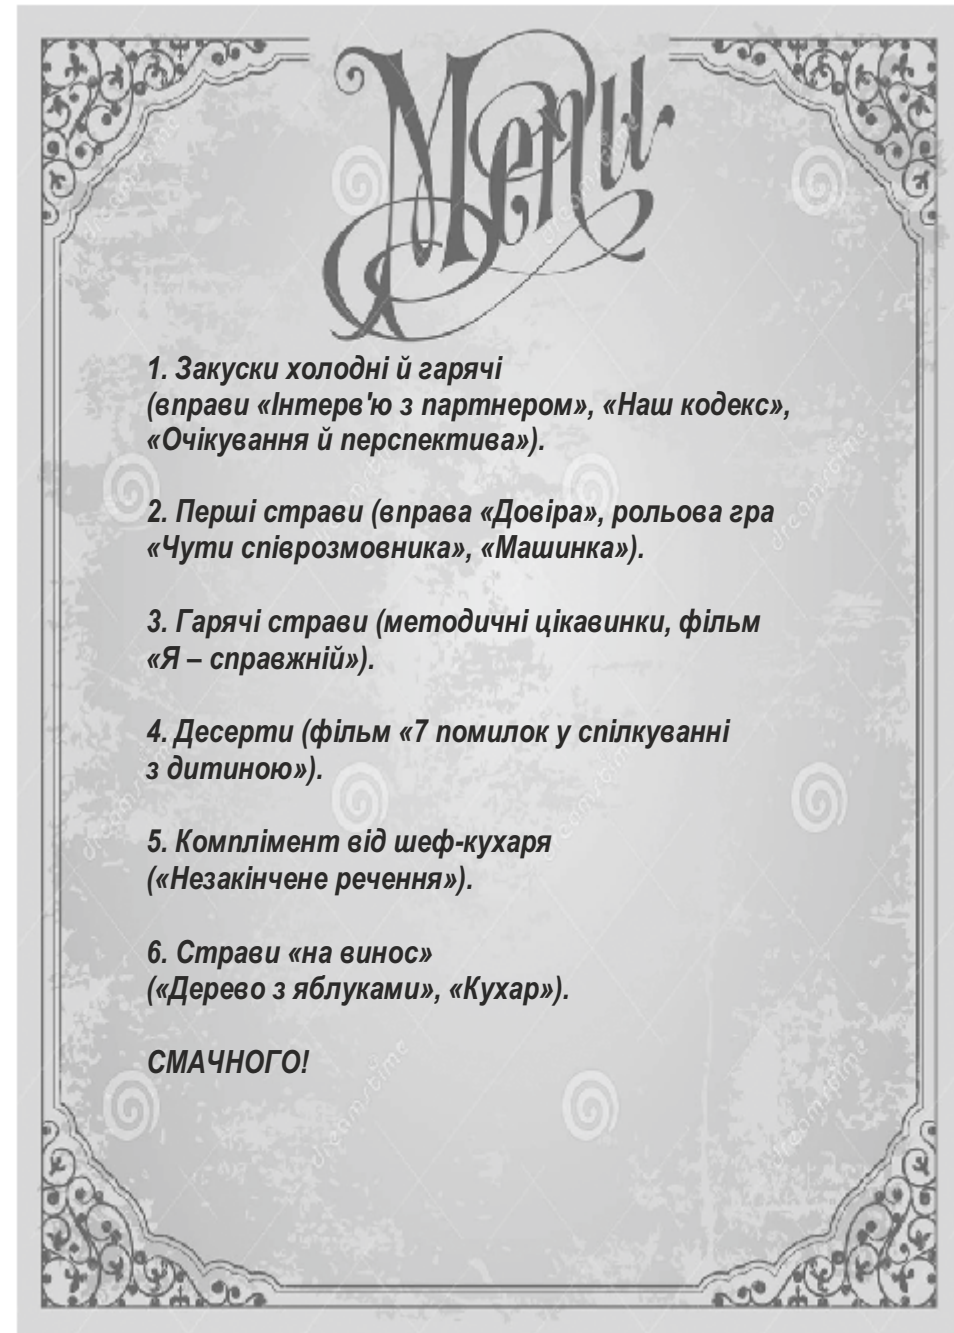 Menu
1. Закуски холодні й гарячі
(вправи «Інтерв'ю з партнером», «Наш кодекс»,
«Очікування й перспектива»).
2. Перші страви (вправа «Довіра», рольова гра
«Чути співрозмовника», «Машинка»).
3. Гарячі страви (методичні цікавинки, фільм
«Я – справжній»).
4. Десерти (фільм «7 помилок у спілкуванні
з дитиною»).
5. Комплімент від шеф-кухаря
(«Незакінчене речення»).
6. Страви «на винос»
(«Дерево з яблуками», «Кухар»).
СМАЧНОГО!
dreamstime